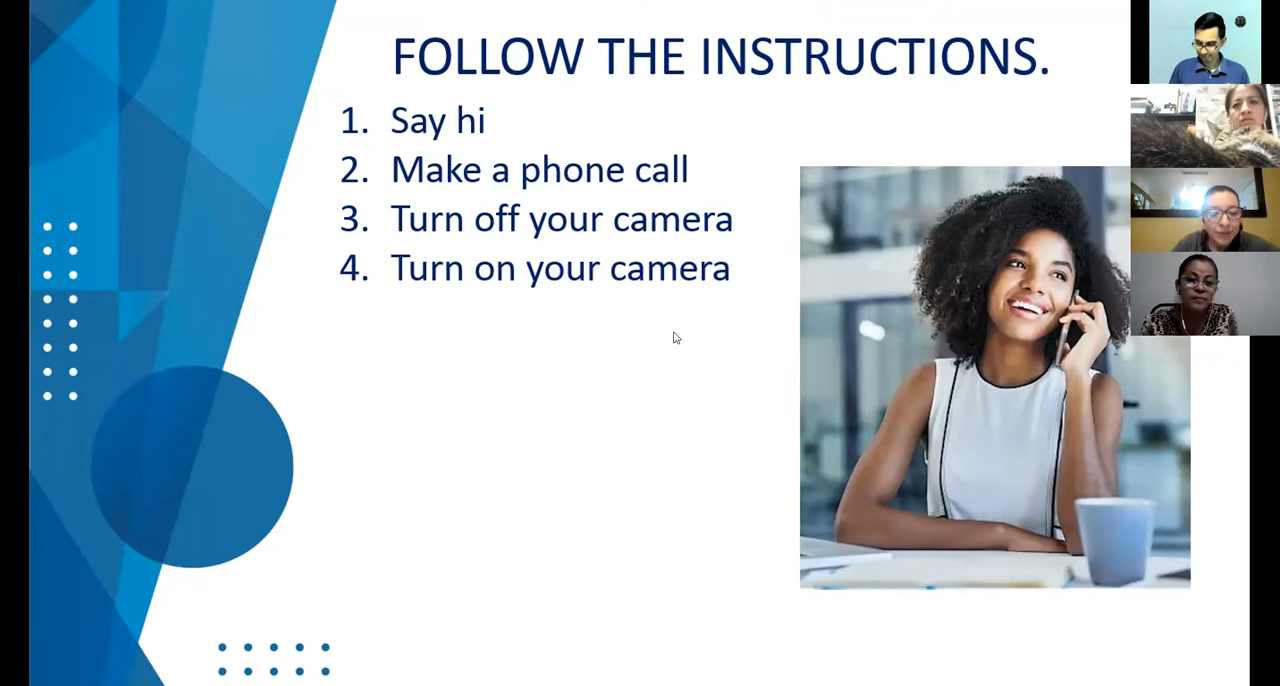 FOLLOW THE INSTRUCTIONS.
1. Say hi
2. Make a phone call
3. Turn off your camera
4. Turn on your camera